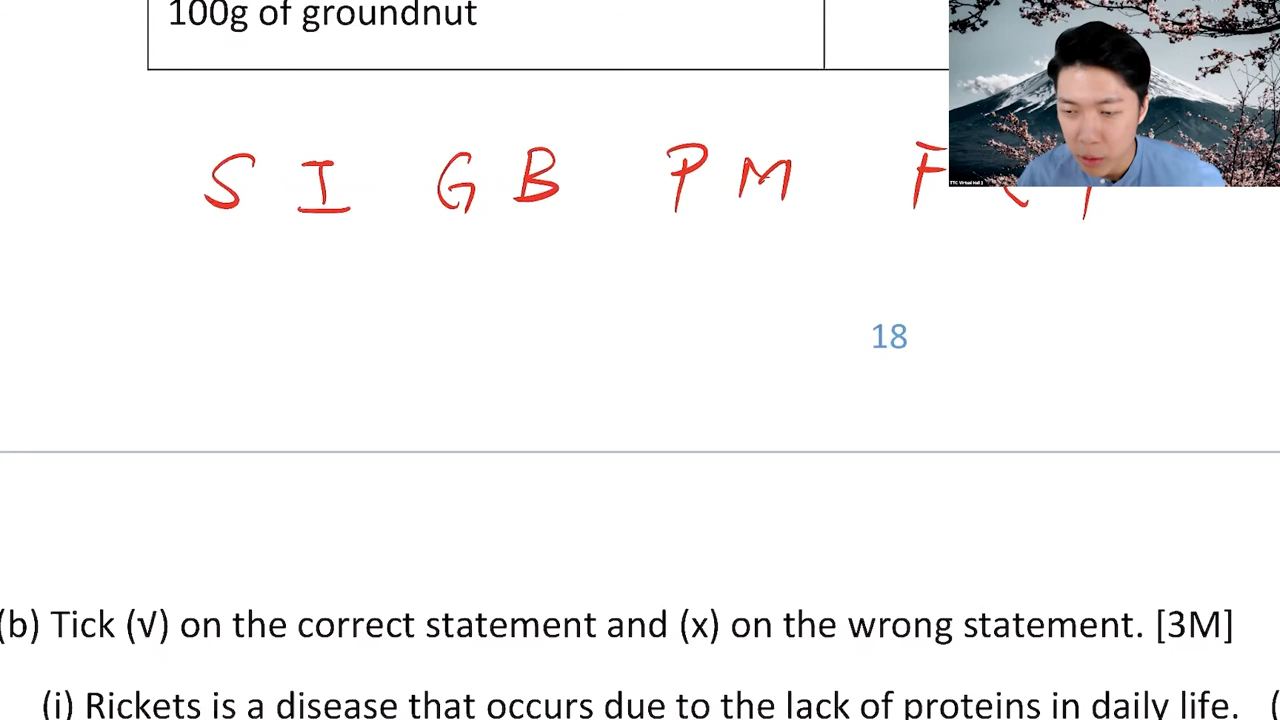 100g of groundnut
S I G B P M F
18
(b) Tick (√) on the correct statement and (x) on the wrong statement. [3M]
(i) Rickets is a disease that occurs due to the lack of proteins in daily life. (